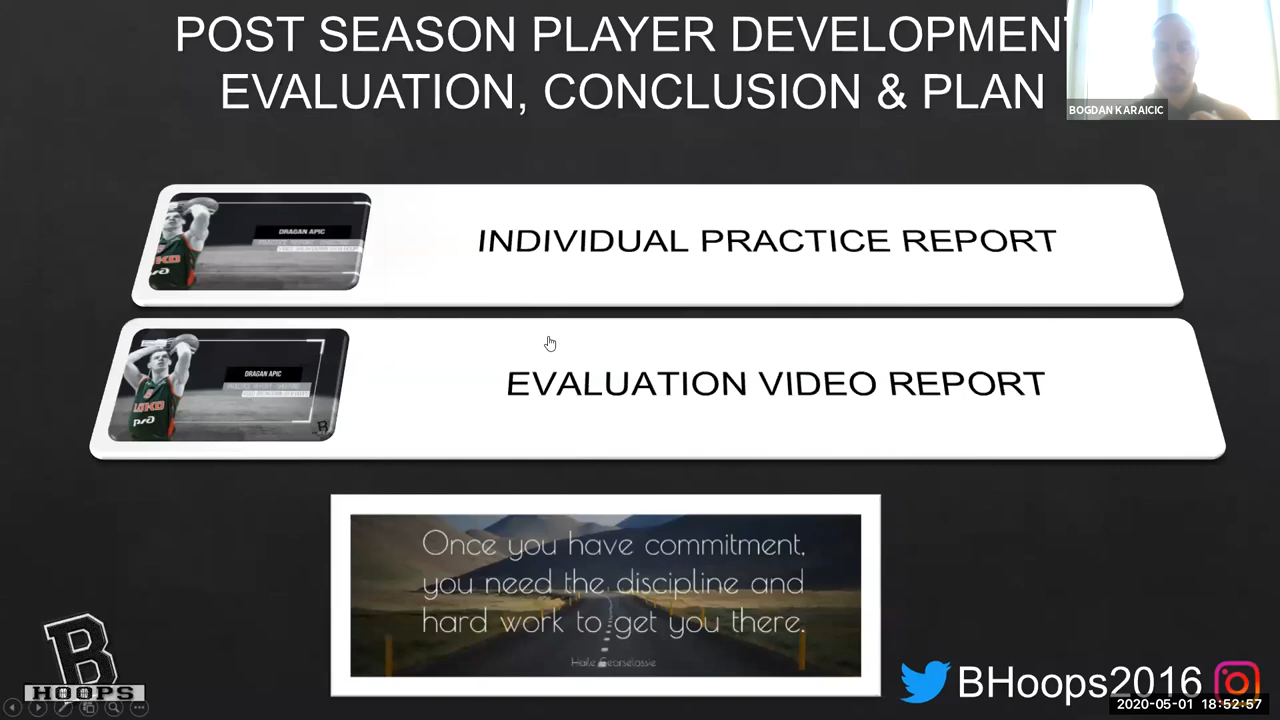 POST SEASON PLAYER DEVELOPMENT
EVALUATION, CONCLUSION & PLAN
BOGDAN KARAICIC
DRAGAN APIC
INDIVIDUAL PRACTICE REPORT
LOKO
DRAGAN APIC
EVALUATION VIDEO REPORT
Once you have commitment,
you need the discipline and
hard work to get you there.
B
HOOPS
BHoops2016
2020-05-01 18:52:57